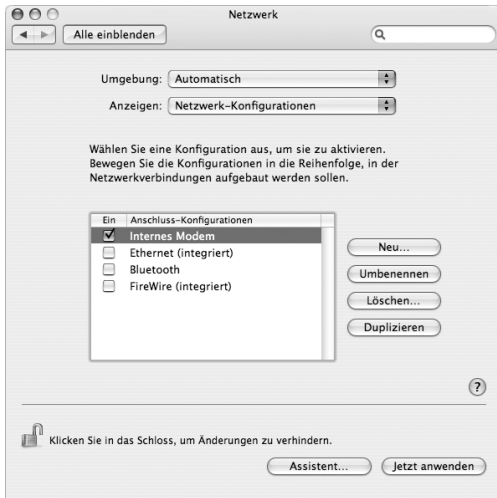 Netzwerk
Alle einblenden
Umgebung: Automatisch
Anzeigen: Netzwerk-Konfigurationen
Wählen Sie eine Konfiguration aus, um sie zu aktivieren.
Bewegen Sie die Konfigurationen in die Reihenfolge, in der
Netzwerkverbindungen aufgebaut werden sollen.
Ein Anschluss-Konfigurationen
Internes Modem
Ethernet (integriert)
Bluetooth
FireWire (integriert)
Neu...
Umbenennen
Löschen...
Duplizieren
?
Klicken Sie in das Schloss, um Änderungen zu verhindern.
Assistent... Jetzt anwenden